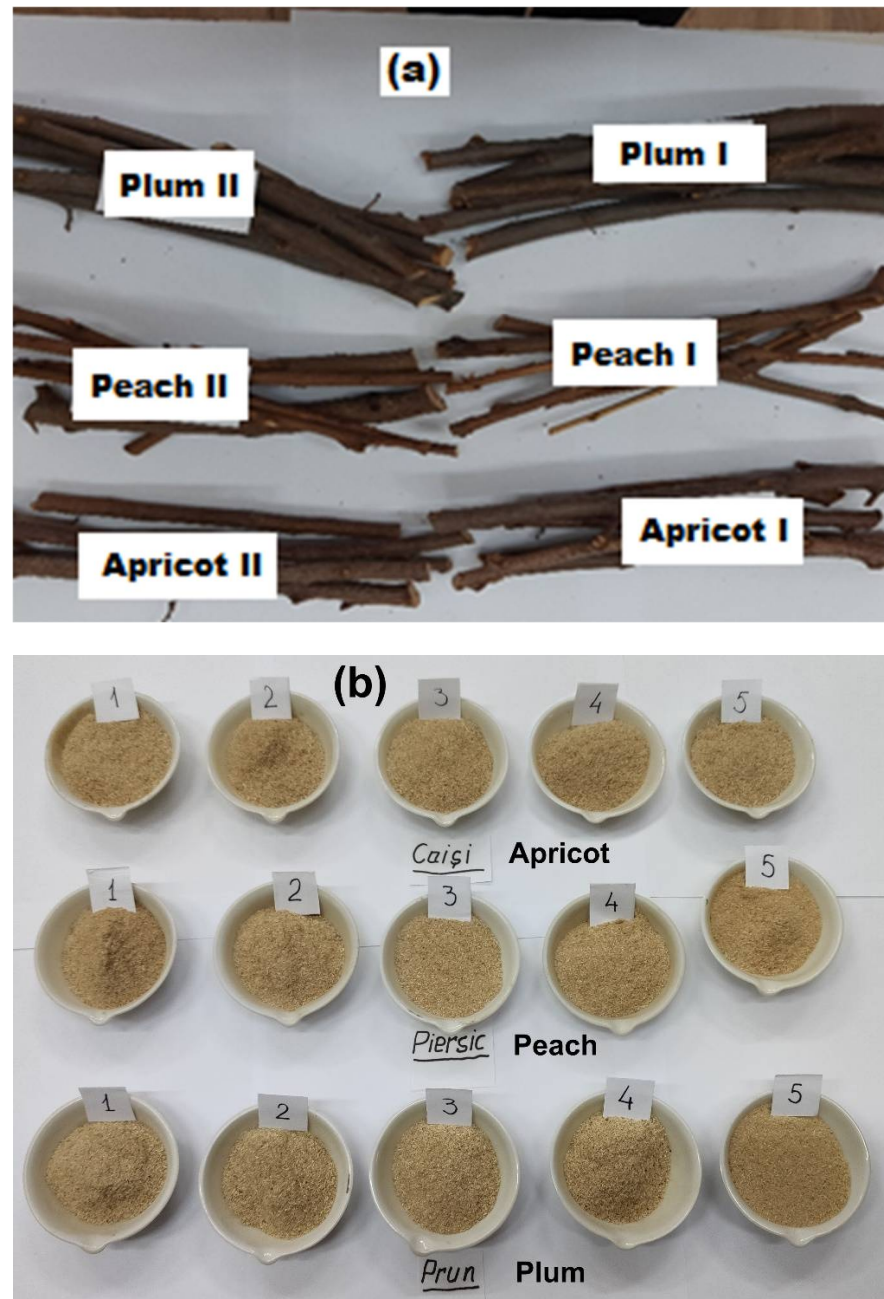 (a)
Plum II
Plum I
Peach II
Peach I
Apricot II
Apricot I
(b)
1 2 3 4 5
Caişi Apricot
1 2 3 4 5
Piersic Peach
1 2 3 4 5
Prun Plum